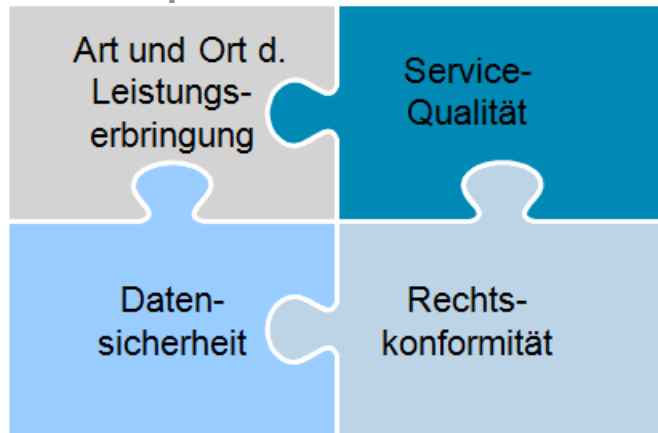 Art und Ort d.
Leistungs-
erbringung
Service-
Qualität
Daten-
sicherheit
Rechts-
konformität